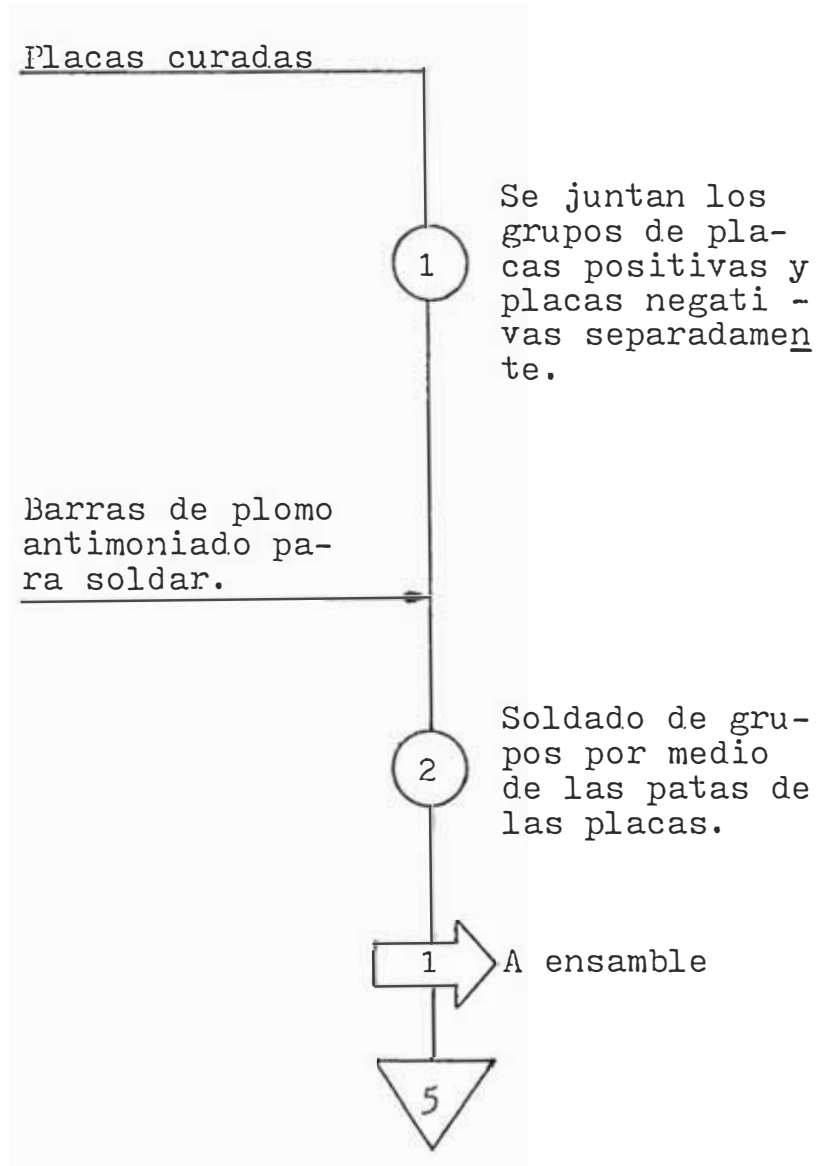 Placas curadas
Se juntan los
grupos de pla-
cas positivas y
1
placas negati -
vas separadamen
te.
Barras de plomo
antimoniado pa-
ra soldar.
Soldado de gru-
pos por medio
2
de las patas de
las placas.
1
A ensamble
5